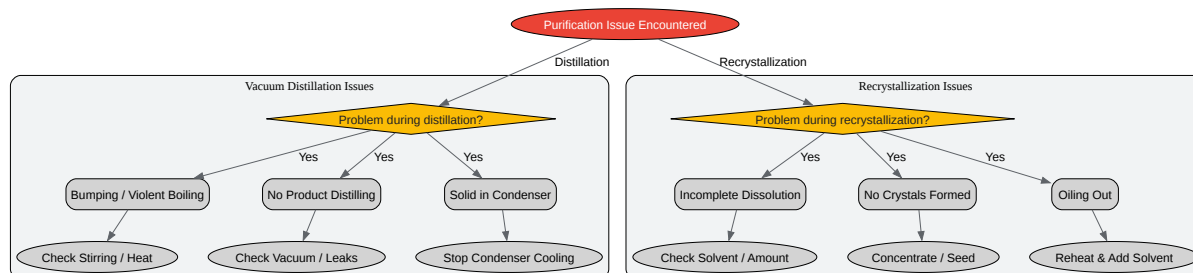 Purification Issue Encountered
Distillation
Recrystallization
Vacuum Distillation Issues
Recrystallization Issues
Problem during distillation?
Problem during recrystallization?
Yes
Yes
Yes
Yes
Yes
Yes
Bumping / Violent Boiling
No Product Distilling
Solid in Condenser
Incomplete Dissolution
No Crystals Formed
Oiling Out
Check Stirring / Heat
Check Vacuum / Leaks
Stop Condenser Cooling
Check Solvent / Amount
Concentrate / Seed
Reheat & Add Solvent